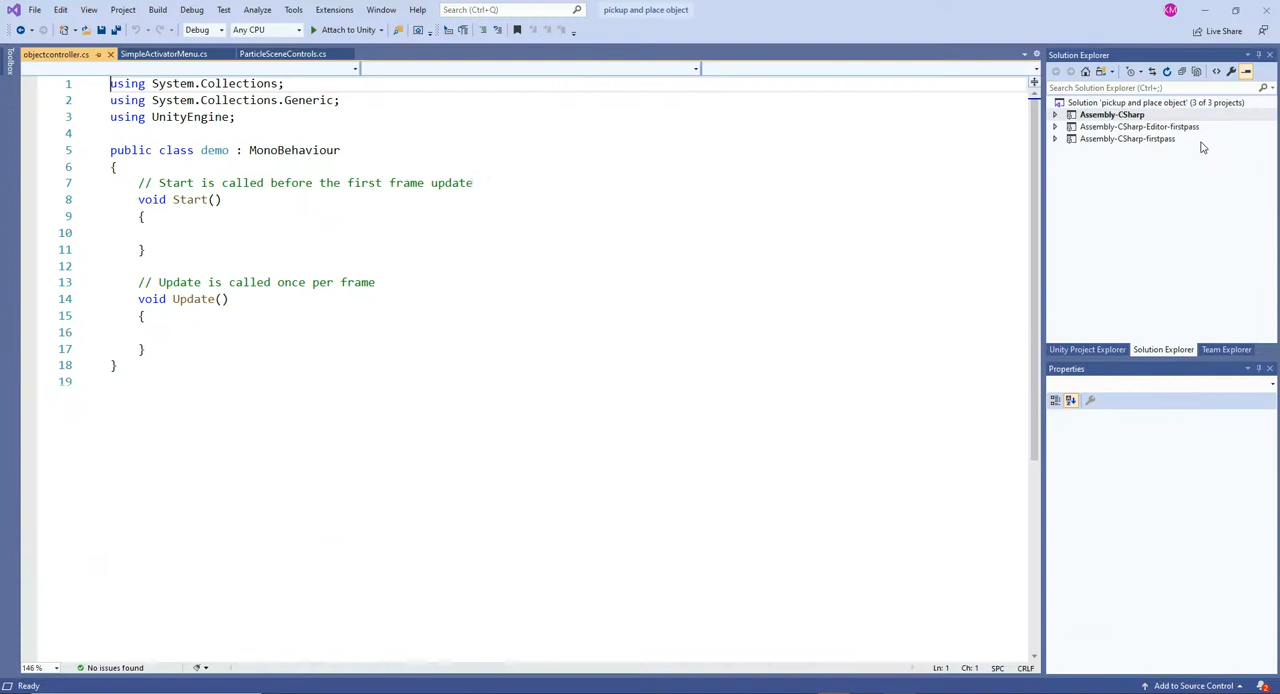 File Edit View Project Build Debug Test Analyze Tools Extensions Window Help Search (Ctrl+Q) pickup and place object KM
Debug Any CPU Attach to Unity Live Share
Toolbox
objectcontroller.cs SimpleActivatorMenu.cs ParticleSceneControls.cs
1 using System.Collections;
2 using System.Collections.Generic;
3 using UnityEngine;
4
5 public class demo : MonoBehaviour
6 {
7 // Start is called before the first frame update
8 void Start()
9 {
10
11 }
12
13 // Update is called once per frame
14 void Update()
15 {
16
17 }
18 }
19
146 % No issues found Ln: 1 Ch: 1 SPC CRLF
Solution Explorer
Search Solution Explorer (Ctrl+;)
Solution 'pickup and place object' (3 of 3 projects)
Assembly-CSharp
Assembly-CSharp-Editor-firstpass
Assembly-CSharp-firstpass
Unity Project Explorer Solution Explorer Team Explorer
Properties
Ready Add to Source Control 2